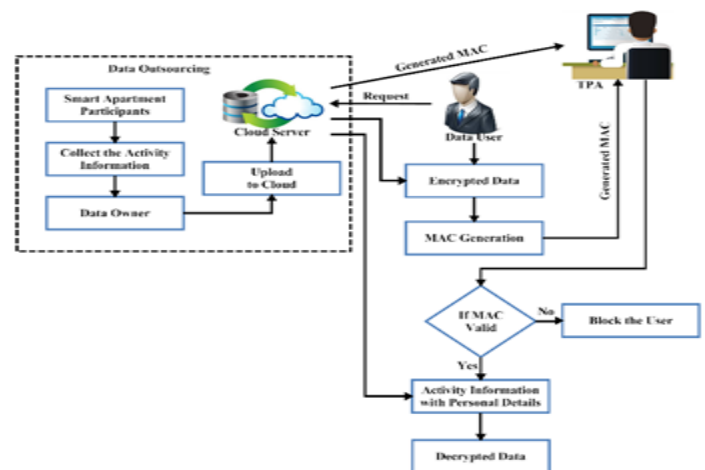 Data Outsourcing
Smart Apartment
Participants
Collect the Activity
Information
Data Owner
Cloud Server
Upload
to Cloud
Generated MAC
Request
Data User
TPA
Encrypted Data
MAC Generation
Generated MAC
If MAC
Valid
No
Block the User
Yes
Activity Information
with Personal Details
Decrypted Data